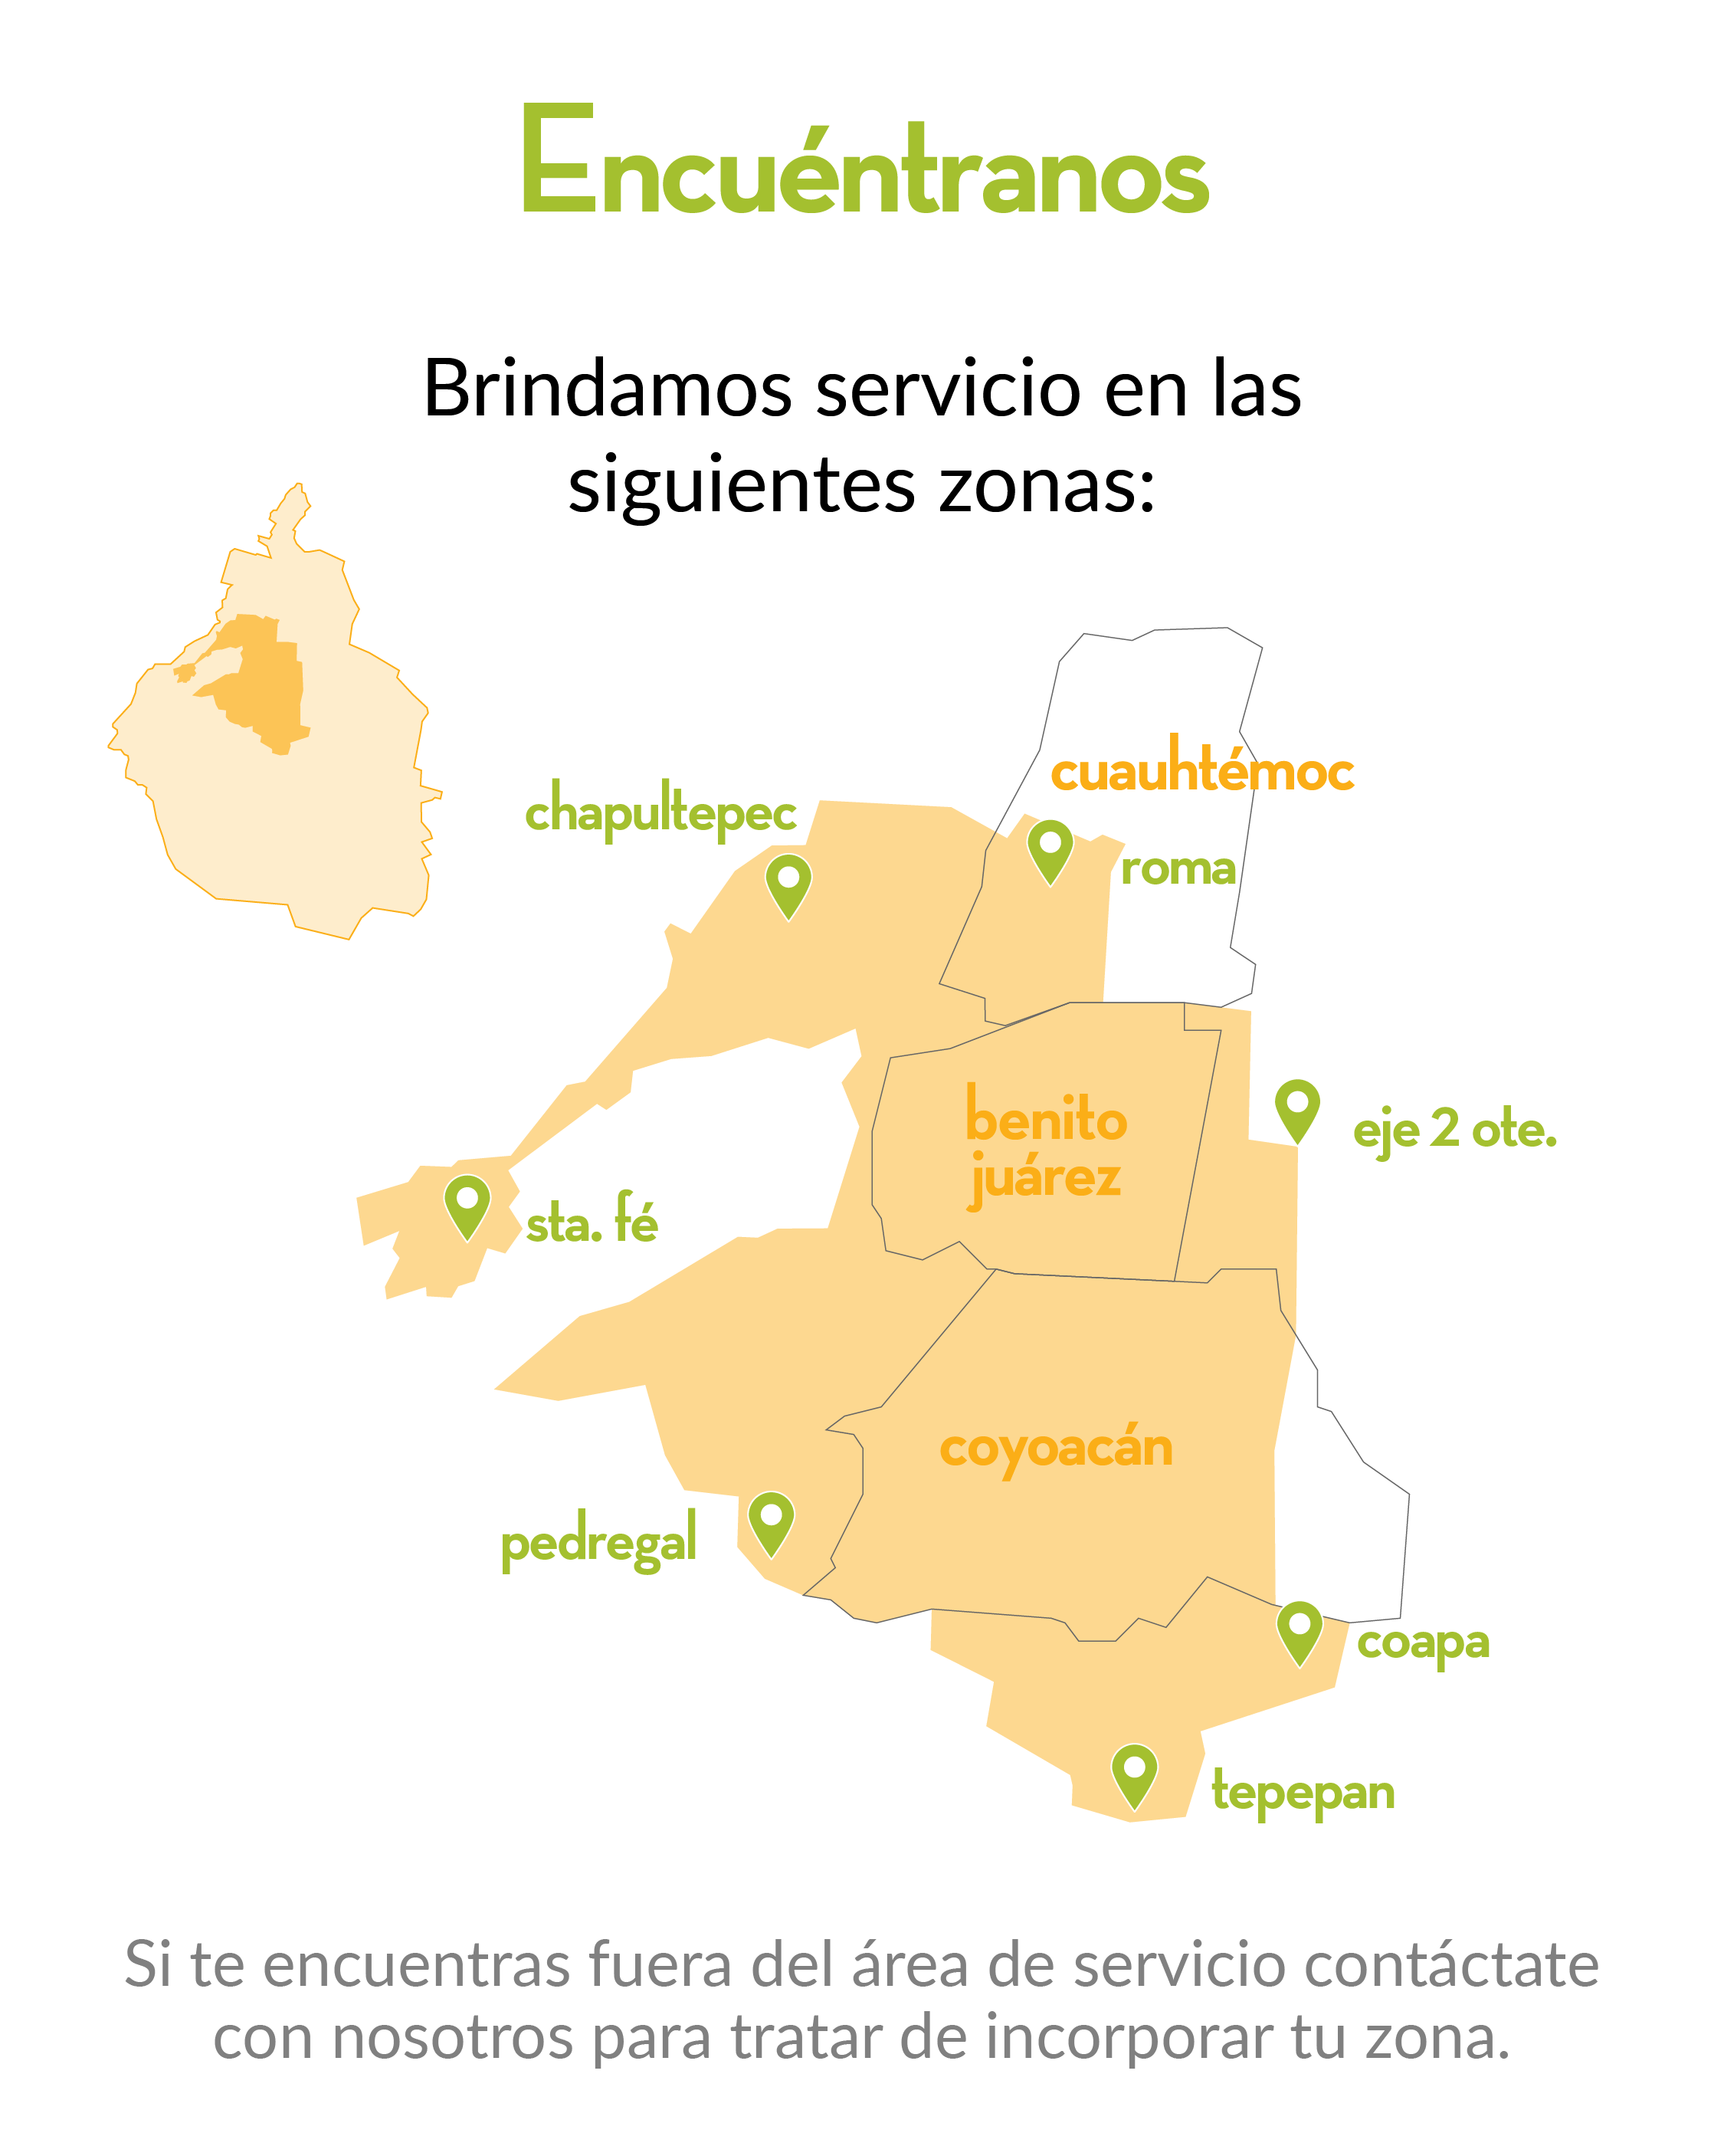 Encuéntranos
Brindamos servicio en las
siguientes zonas:
cuauhtémoc
chapultepec
roma
benito
juárez
eje 2 ote.
sta. fé
coyoacán
pedregal
coapa
tepepan
Si te encuentras fuera del área de servicio contáctate
con nosotros para tratar de incorporar tu zona.